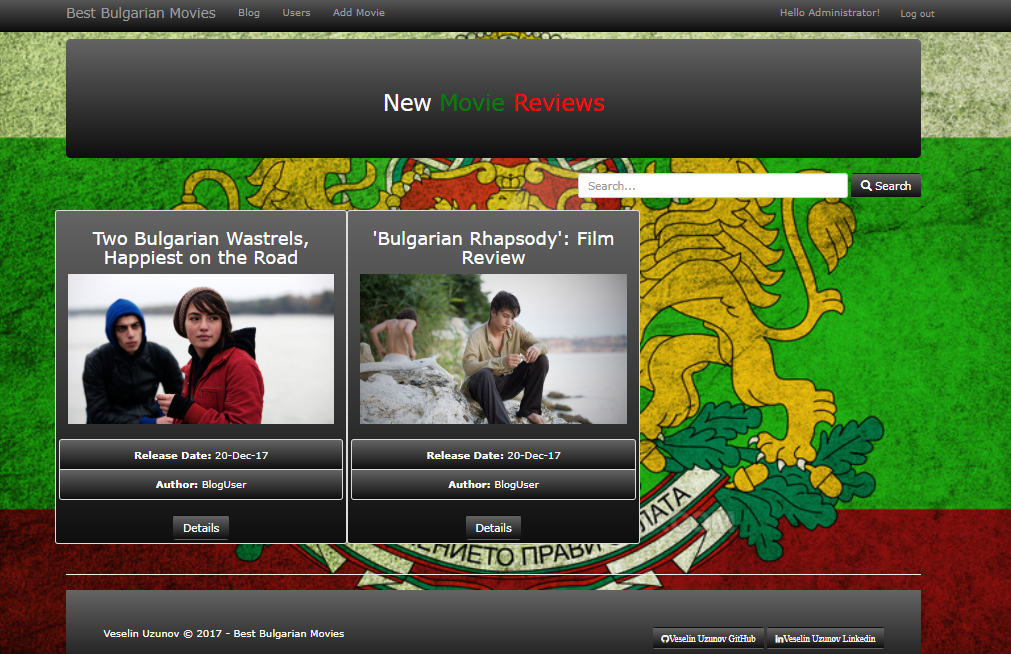 Best Bulgarian Movies Blog Users Add Movie Hello Administrator! Log out
New Movie Reviews
Search... Search
Two Bulgarian Wastrels,
Happiest on the Road
Release Date: 20-Dec-17
Author: BlogUser
Details
'Bulgarian Rhapsody': Film
Review
Release Date: 20-Dec-17
Author: BlogUser
Details
ЕНИЕТО ПРАВИ ЛАТА
Veselin Uzunov © 2017 - Best Bulgarian Movies
Veselin Uzunov GitHub Veselin Uzunov Linkedin